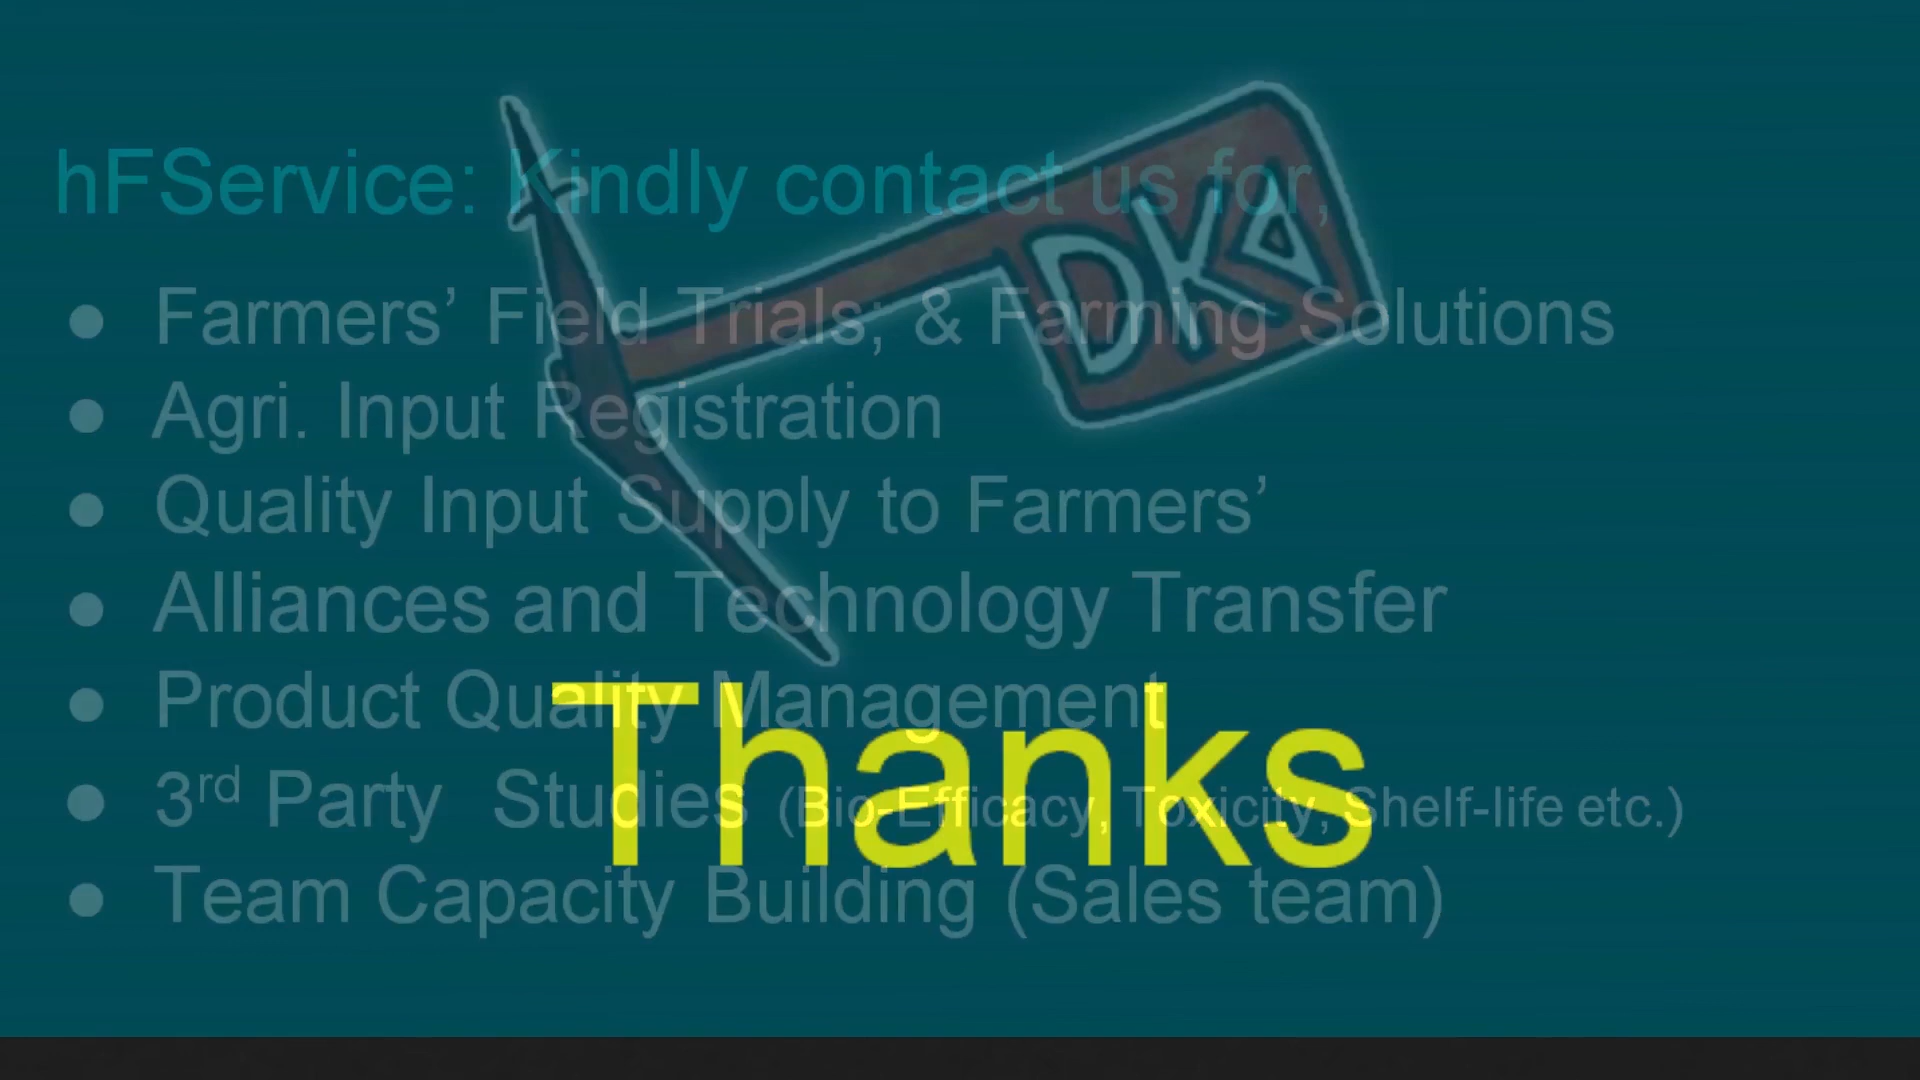 hFService: Kindly contact us for,
DKA
● Farmers’ Field Trials; & Farming Solutions
● Agri. Input Registration
● Quality Input Supply to Farmers’
● Alliances and Technology Transfer
● Product Quality Management
Thanks
● 3rd Party Studies (Bio-Efficacy, Toxicity, Shelf-life etc.)
● Team Capacity Building (Sales team)